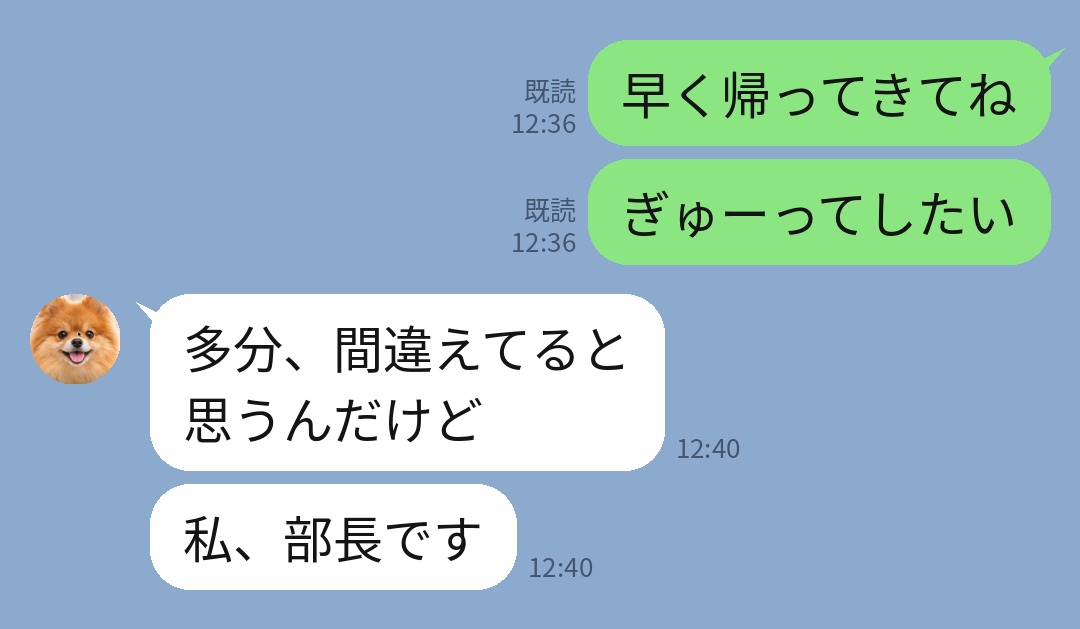 早く帰ってきてね
既読
12:36
ぎゅーってしたい
既読
12:36
多分、間違えてると
思うんだけど
12:40
私、部長です
12:40